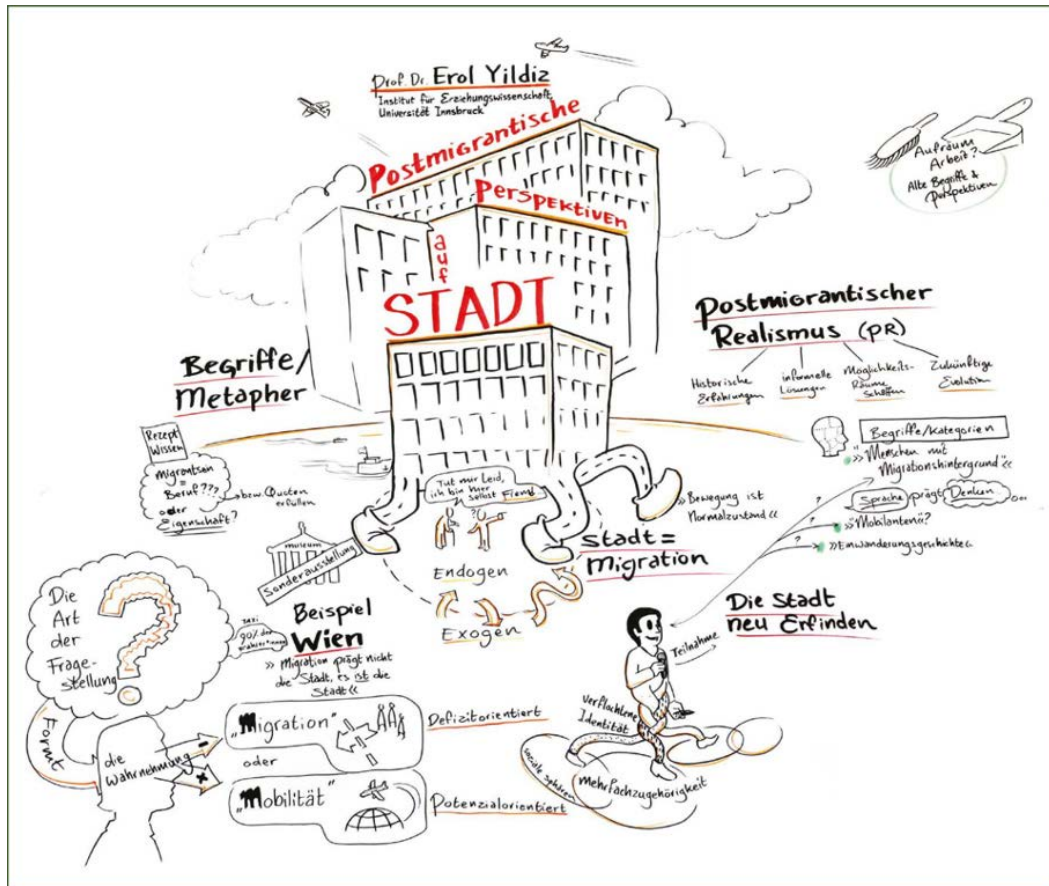 Prof. Dr. Erol Yildiz
Institut für Erziehungswissenschaft
Universität Innsbruck
Postmigrantische
Perspektiven
auf
STADT
Aufräum
Arbeit?
Alte Begriffe &
Perspektiven
Postmigrantischer
Realismus (PR)
Historische
Erfahrungen
informelle
Lösungen
Möglichkeits-
Räume
Schaffen
Zukünftige
Evolution
Begriffe/Kategorien
»"Menschen mit
Migrationshintergrund"«
?
Sprache prägt Denken...
?
»"Mobilanten"?
?
»Einwanderungsgeschichte«
Begriffe/
Metapher
Rezept
Wissen
Migrantsein
=
Beruf???
oder
Eigenschaft?
bzw. Quoten
erfüllen
museum
Sonderausstellung
Tut mir Leid,
ich bin hier
selbst Fremd...
?
Endogen
Exogen
»Bewegung ist
Normalzustand«
Stadt =
Migration
Die Stadt
neu Erfinden
Teilnahme
verflochtene
Identität
soziale Sphären
mehrfachzugehörigkeit
Beispiel
Wien
TAXI
90% der
»Migration prägt nicht
die Stadt, es ist die
Stadt«
Die
Art
der
Frage-
stellung
?
Formt
die
Wahrnehmung
-
+
„Migration"
Defizitorientiert
oder
„Mobilität"
Potenzialorientiert